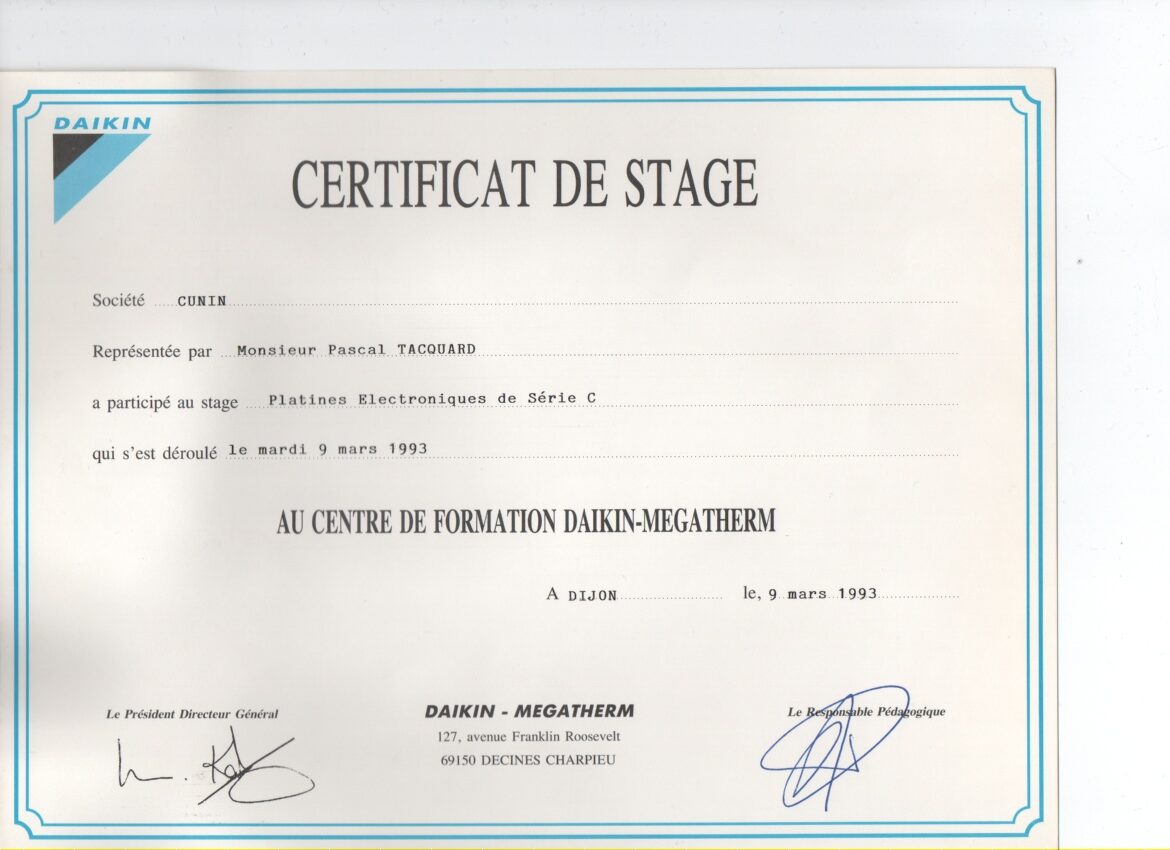 DAIKIN
CERTIFICAT DE STAGE
Société CUNIN
Représentée par Monsieur Pascal TACQUARD
a participé au stage Platines Electroniques de Série C
qui s'est déroulé le mardi 9 mars 1993
AU CENTRE DE FORMATION DAIKIN-MEGATHERM
A DIJON le, 9 mars 1993
Le Président Directeur Général
DAIKIN - MEGATHERM
127, avenue Franklin Roosevelt
69150 DECINES CHARPIEU
Le Responsable Pédagogique